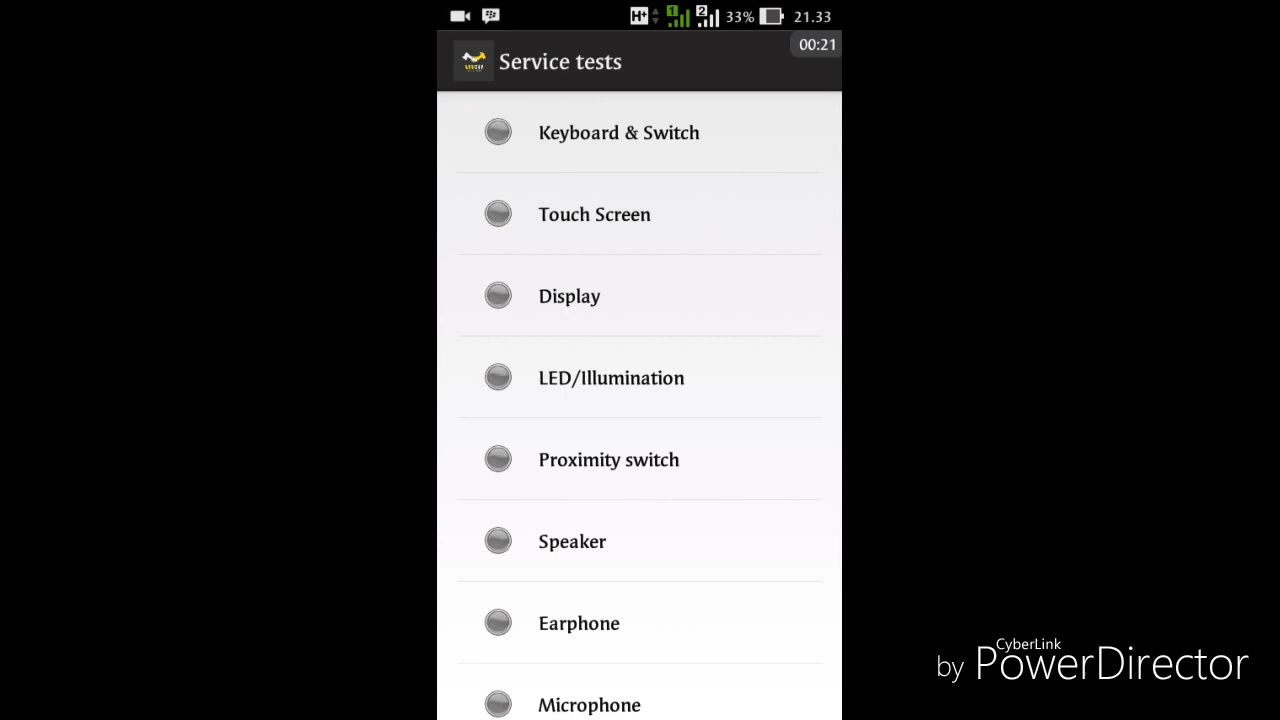 H+ 1 2 33% 21.33
00:21
Service tests
Keyboard & Switch
Touch Screen
Display
LED/Illumination
Proximity switch
Speaker
Earphone
Microphone
CyberLink
by PowerDirector